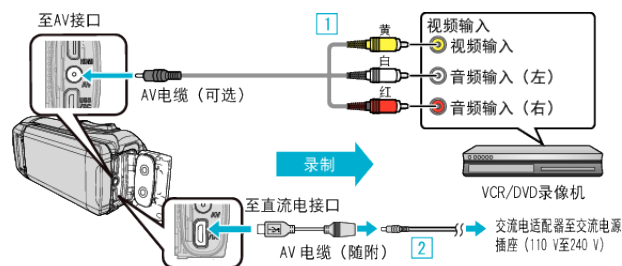 至AV接口
1
黄
白
红
视频输入
视频输入
音频输入（左）
音频输入（右）
HDMI
AV
AV电缆（可选）
录制
VCR/DVD录像机
至直流电接口
AV
AV 电缆（随附）
2
交流电适配器至交流电源
插座（110 V至240 V）